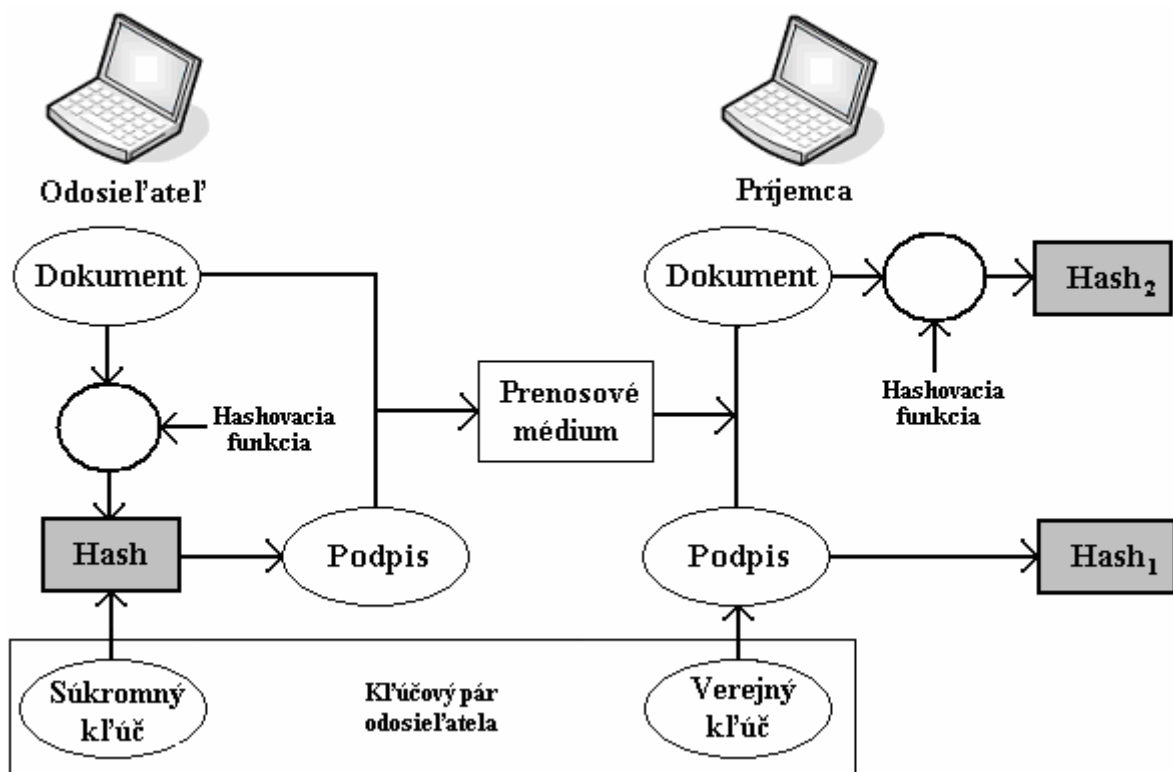 Odosieľateľ
Príjemca
Dokument
Dokument
Hash2
Hashovacia
funkcia
Prenosové
médium
Hashovacia
funkcia
Hash
Podpis
Podpis
Hash1
Súkromný
kľúč
Kľúčový pár
odosieľatela
Verejný
kľúč